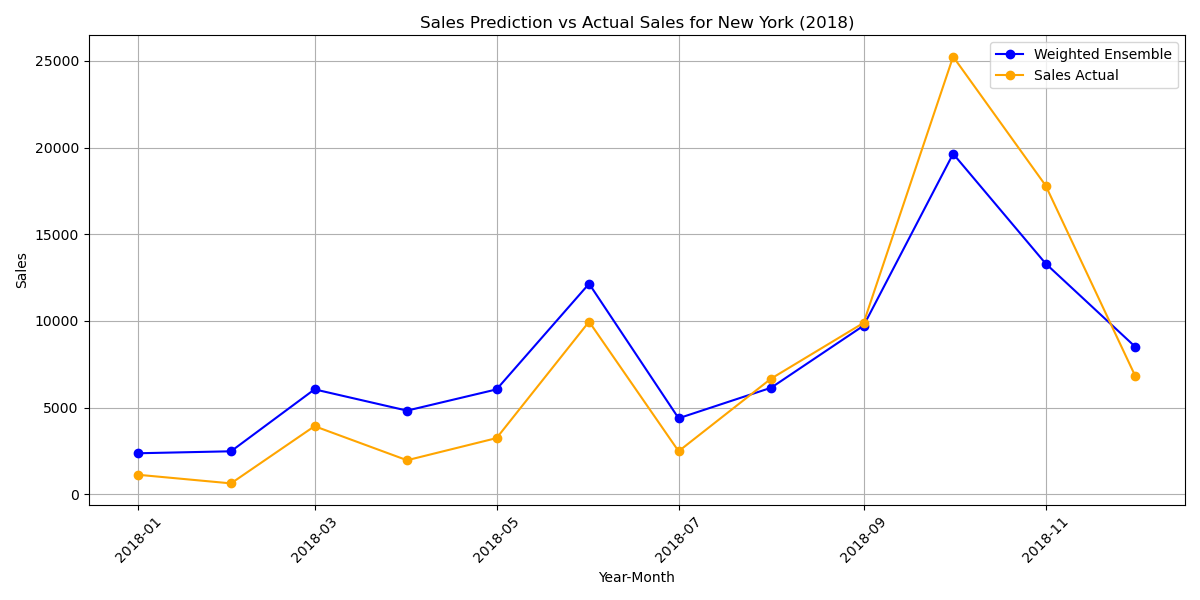 Sales Prediction vs Actual Sales for New York (2018)
Weighted Ensemble
Sales Actual
25000
20000
15000
10000
5000
0
Sales
2018-01
2018-03
2018-05
2018-07
2018-09
2018-11
Year-Month